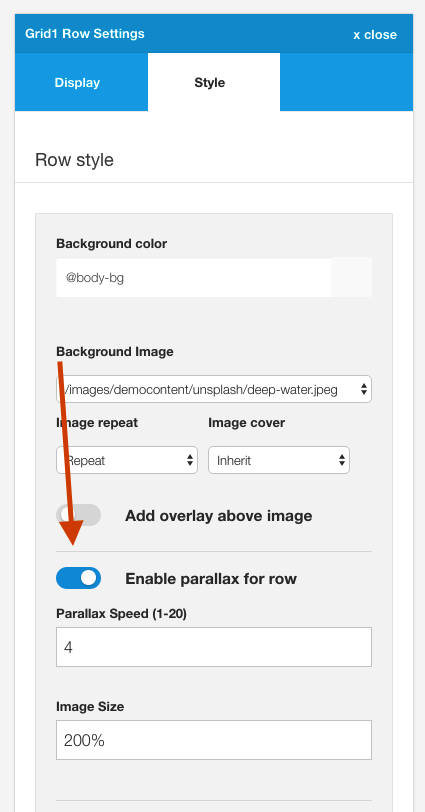 Grid1 Row Settings x close
Display Style
Row style
Background color
@body-bg
Background Image
/images/democontent/unsplash/deep-water.jpeg
Image repeat Image cover
Repeat Inherit
Add overlay above image
Enable parallax for row
Parallax Speed (1-20)
4
Image Size
200%